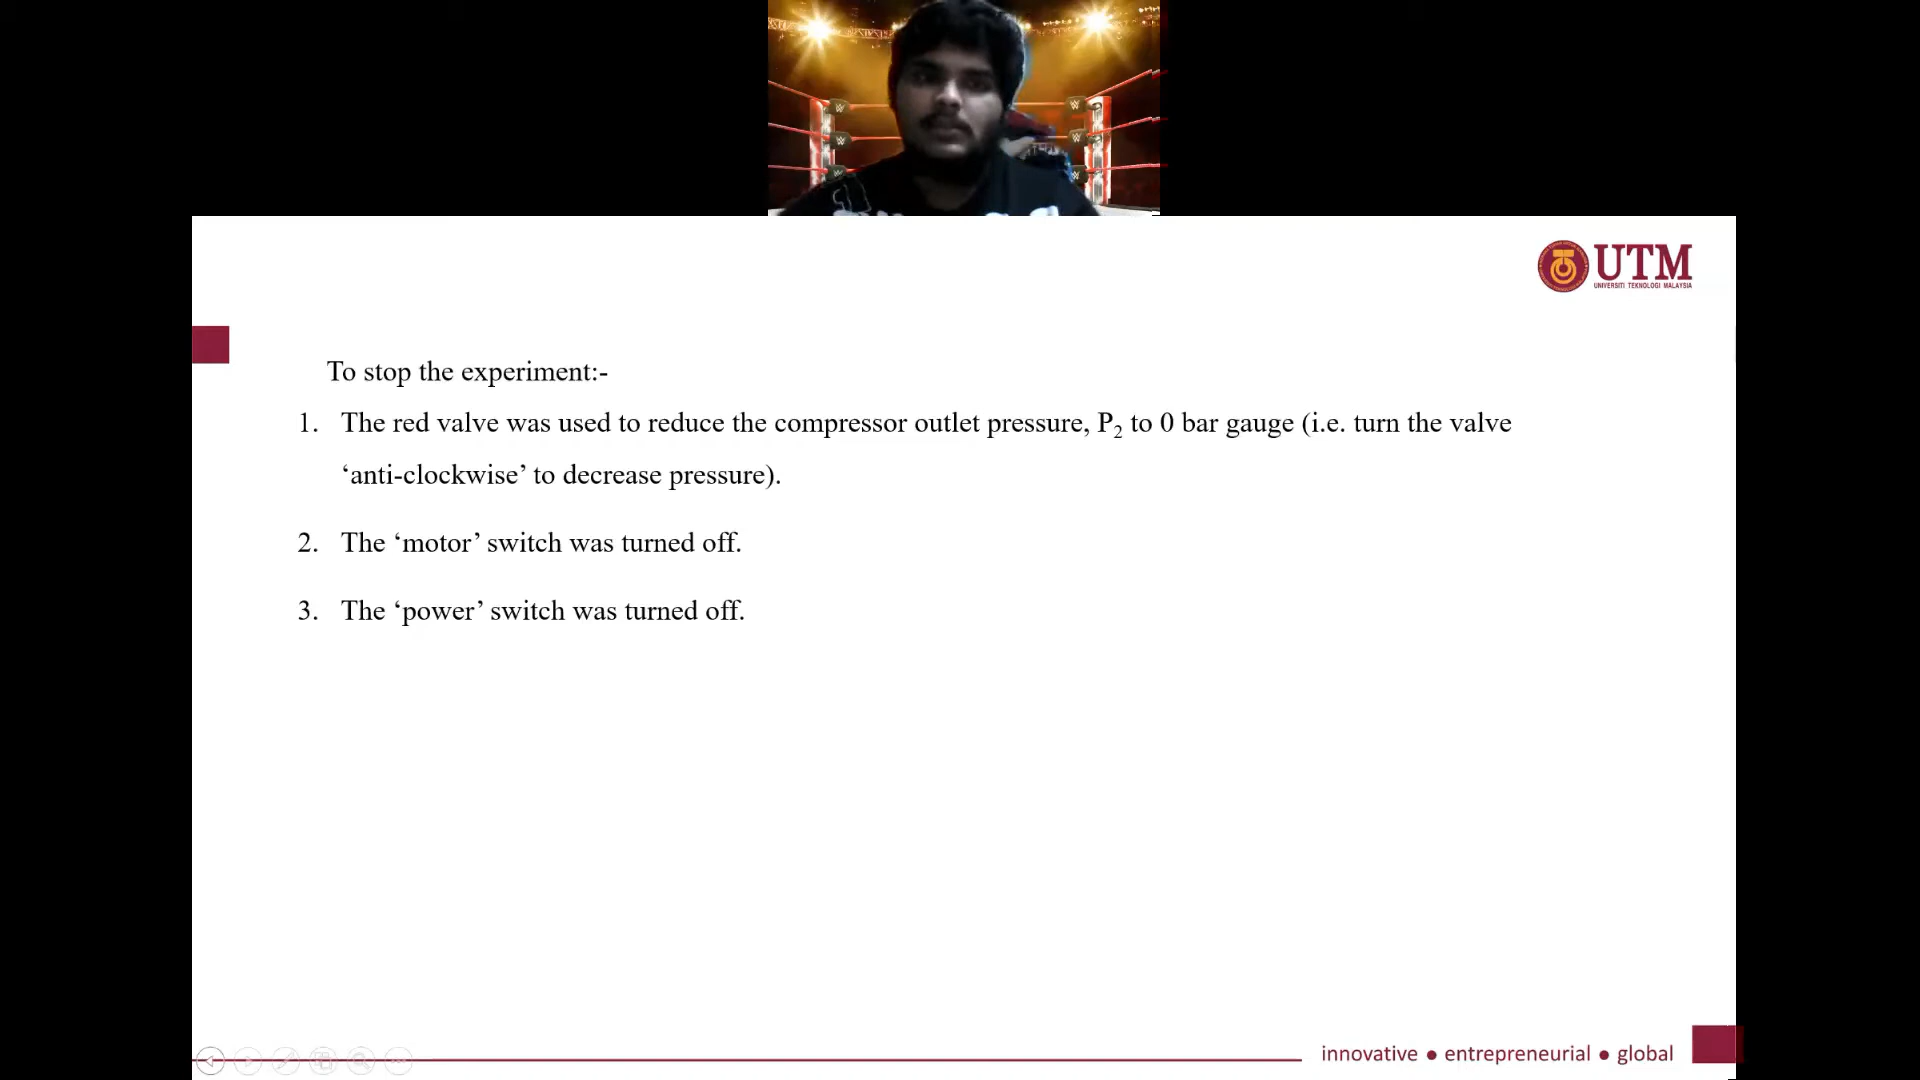 UTM
UNIVERSITI TEKNOLOGI MALAYSIA
To stop the experiment:-
1. The red valve was used to reduce the compressor outlet pressure, P₂ to 0 bar gauge (i.e. turn the valve
‘anti-clockwise’ to decrease pressure).
2. The ‘motor’ switch was turned off.
3. The ‘power’ switch was turned off.
innovative ● entrepreneurial ● global